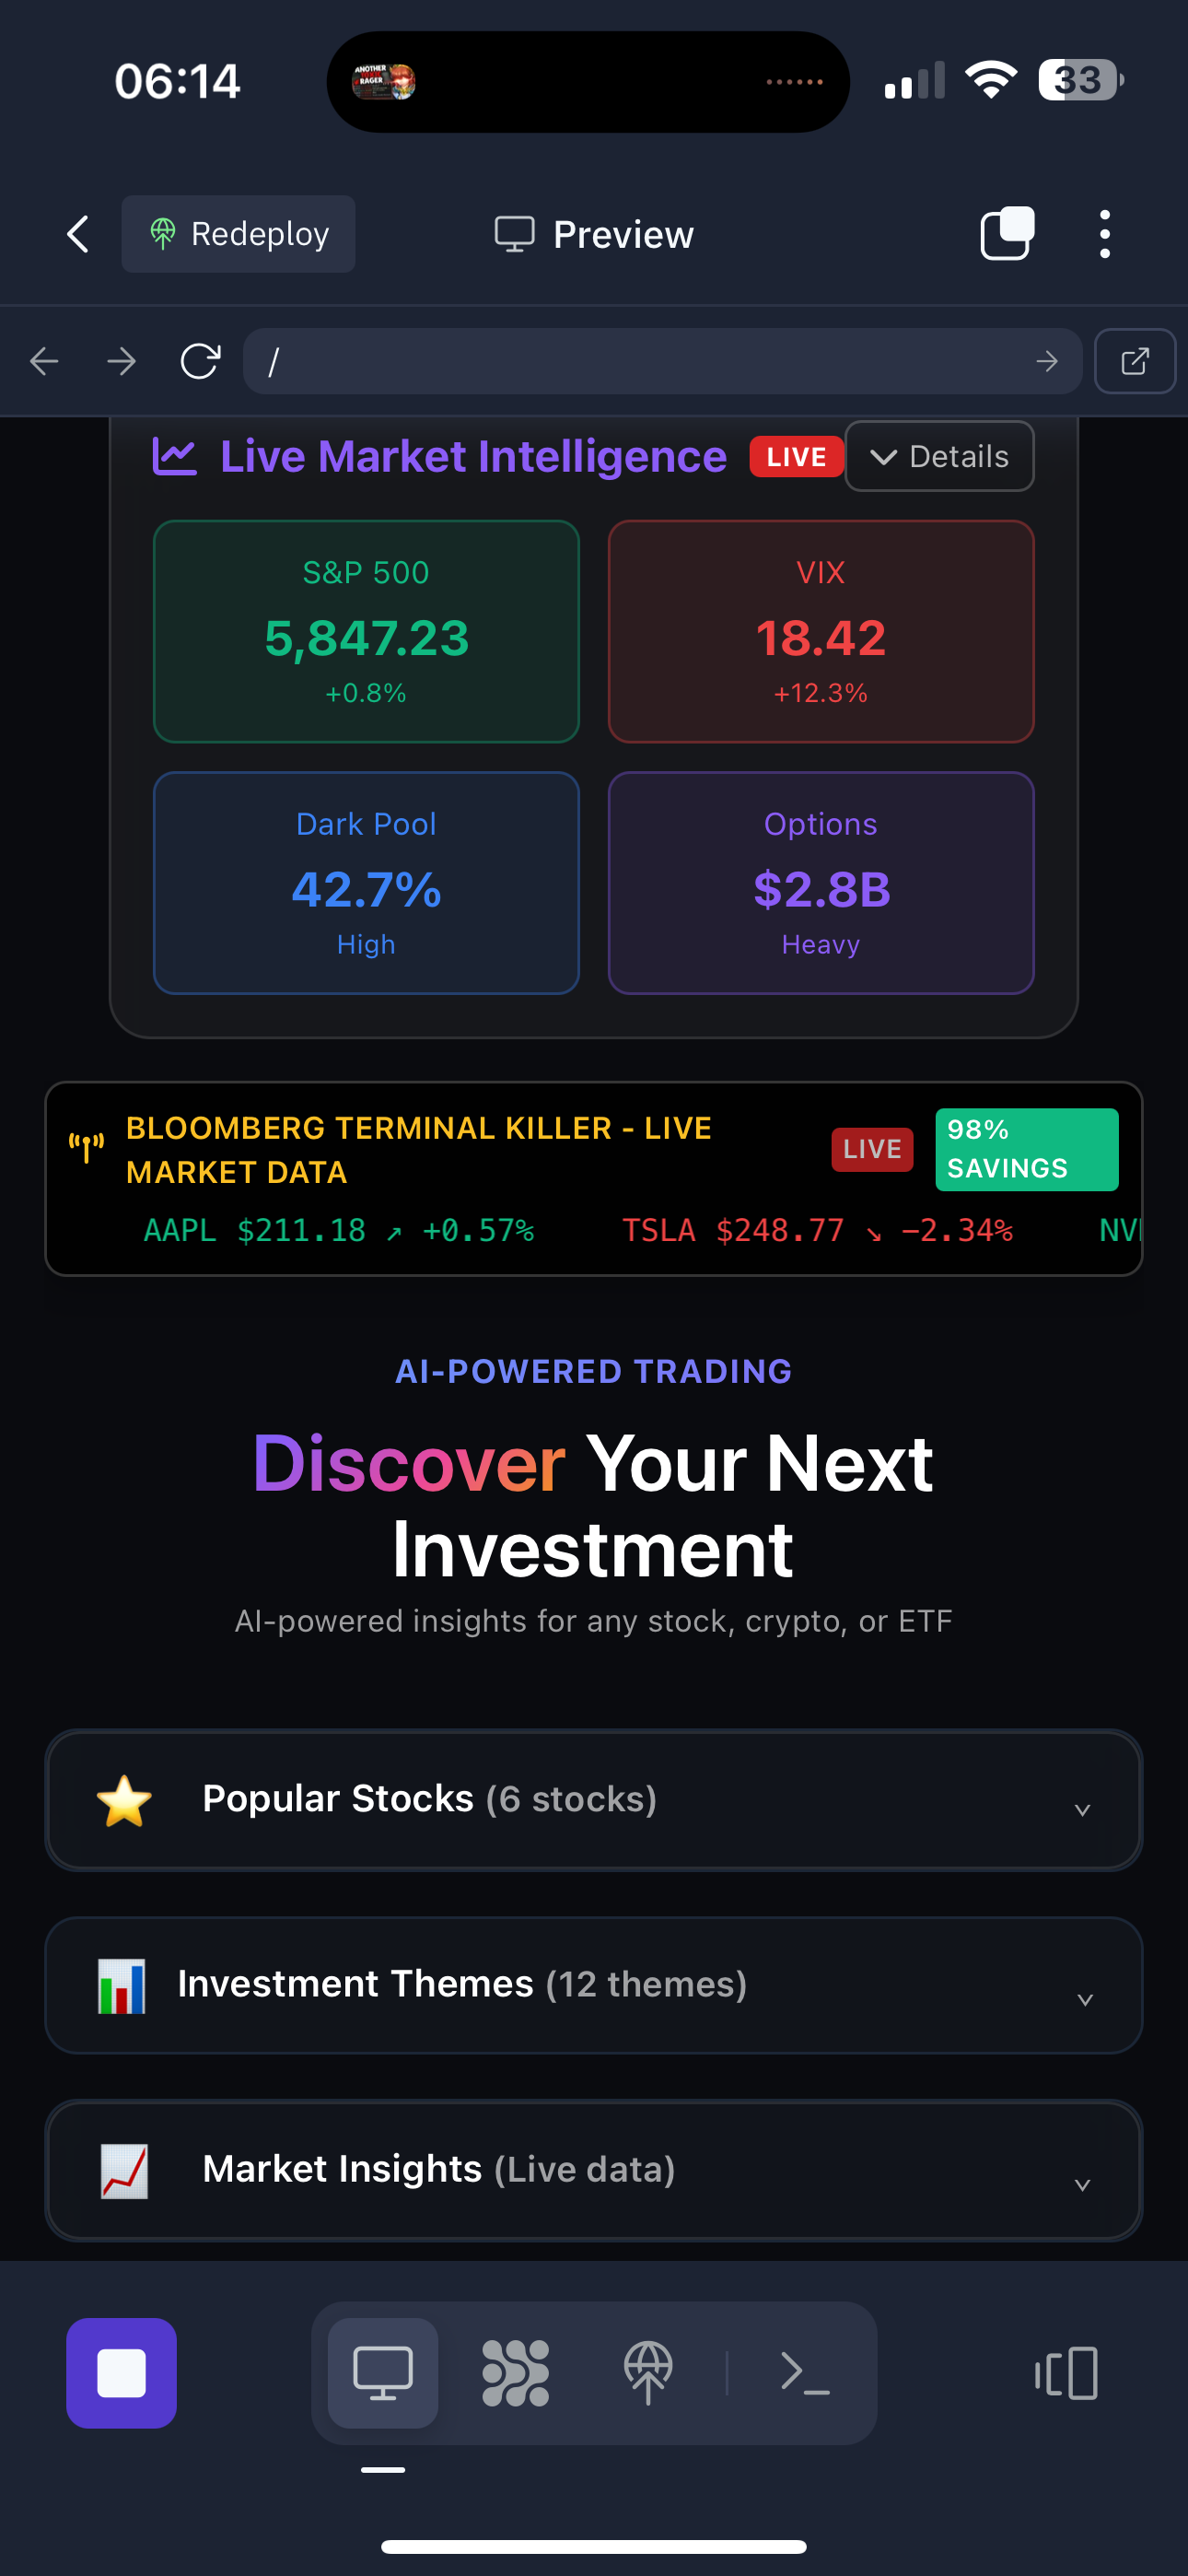 06:14
ANOTHER
RAGER
33
Redeploy
Preview
/
Live Market Intelligence
LIVE
Details
S&P 500
5,847.23
+0.8%
VIX
18.42
+12.3%
Dark Pool
42.7%
High
Options
$2.8B
Heavy
BLOOMBERG TERMINAL KILLER - LIVE
MARKET DATA
LIVE
98%
SAVINGS
AAPL $211.18 ↗ +0.57%
TSLA $248.77 ↘ −2.34%
NV
AI-POWERED TRADING
Discover Your Next
Investment
AI-powered insights for any stock, crypto, or ETF
Popular Stocks (6 stocks)
Investment Themes (12 themes)
Market Insights (Live data)